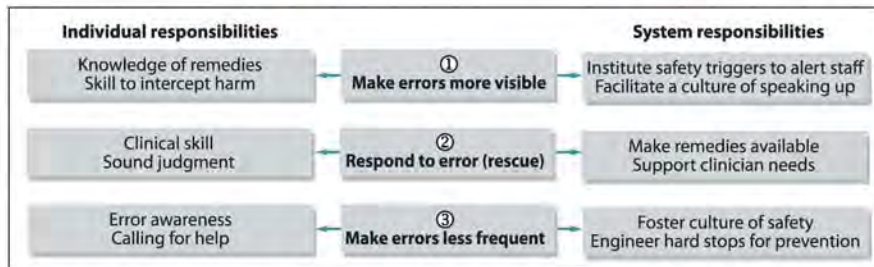 Individual responsibilities
System responsibilities
Knowledge of remedies
Skill to intercept harm
①
Make errors more visible
Institute safety triggers to alert staff
Facilitate a culture of speaking up
Clinical skill
Sound judgment
②
Respond to error (rescue)
Make remedies available
Support clinician needs
Error awareness
Calling for help
③
Make errors less frequent
Foster culture of safety
Engineer hard stops for prevention